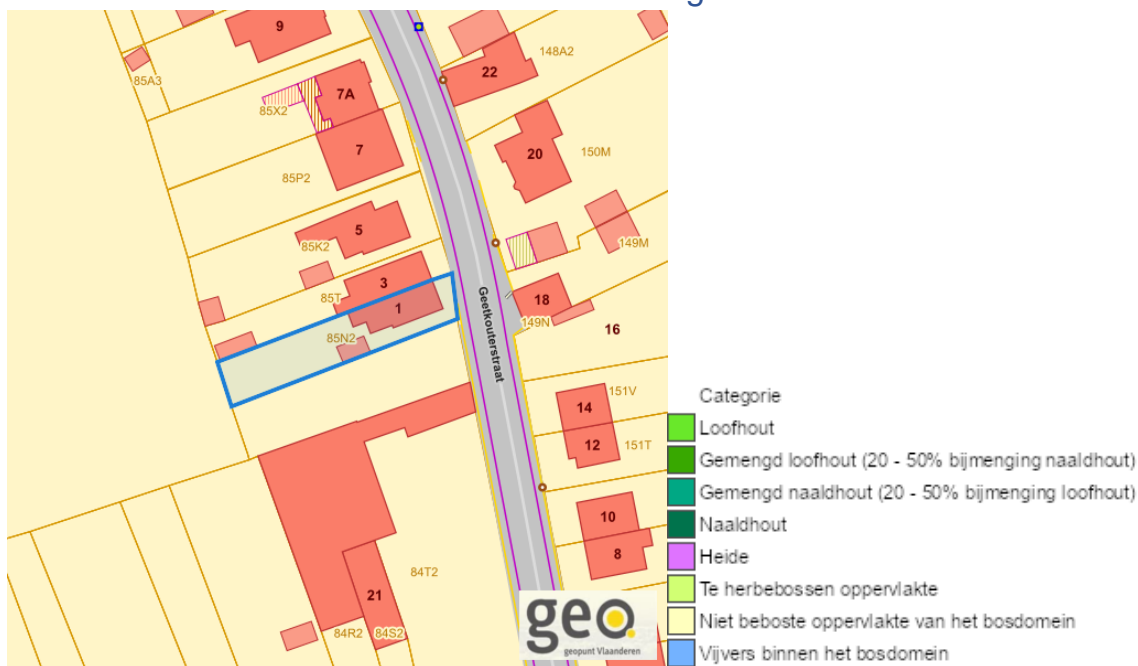 9
85A3
22
148A2
7A
85X2
7
20
150M
85P2
5
85K2
149M
3
85T
1
18
149N
16
85N2
Geetkouterstraat
151V
14
12
151T
10
8
84T2
21
84R2
84S2
geo
geopunt Vlaanderen
Categorie
Loofhout
Gemengd loofhout (20 - 50% bijmenging naaldhout)
Gemengd naaldhout (20 - 50% bijmenging loofhout)
Naaldhout
Heide
Te herbebossen oppervlakte
Niet beboste oppervlakte van het bosdomein
Vijvers binnen het bosdomein